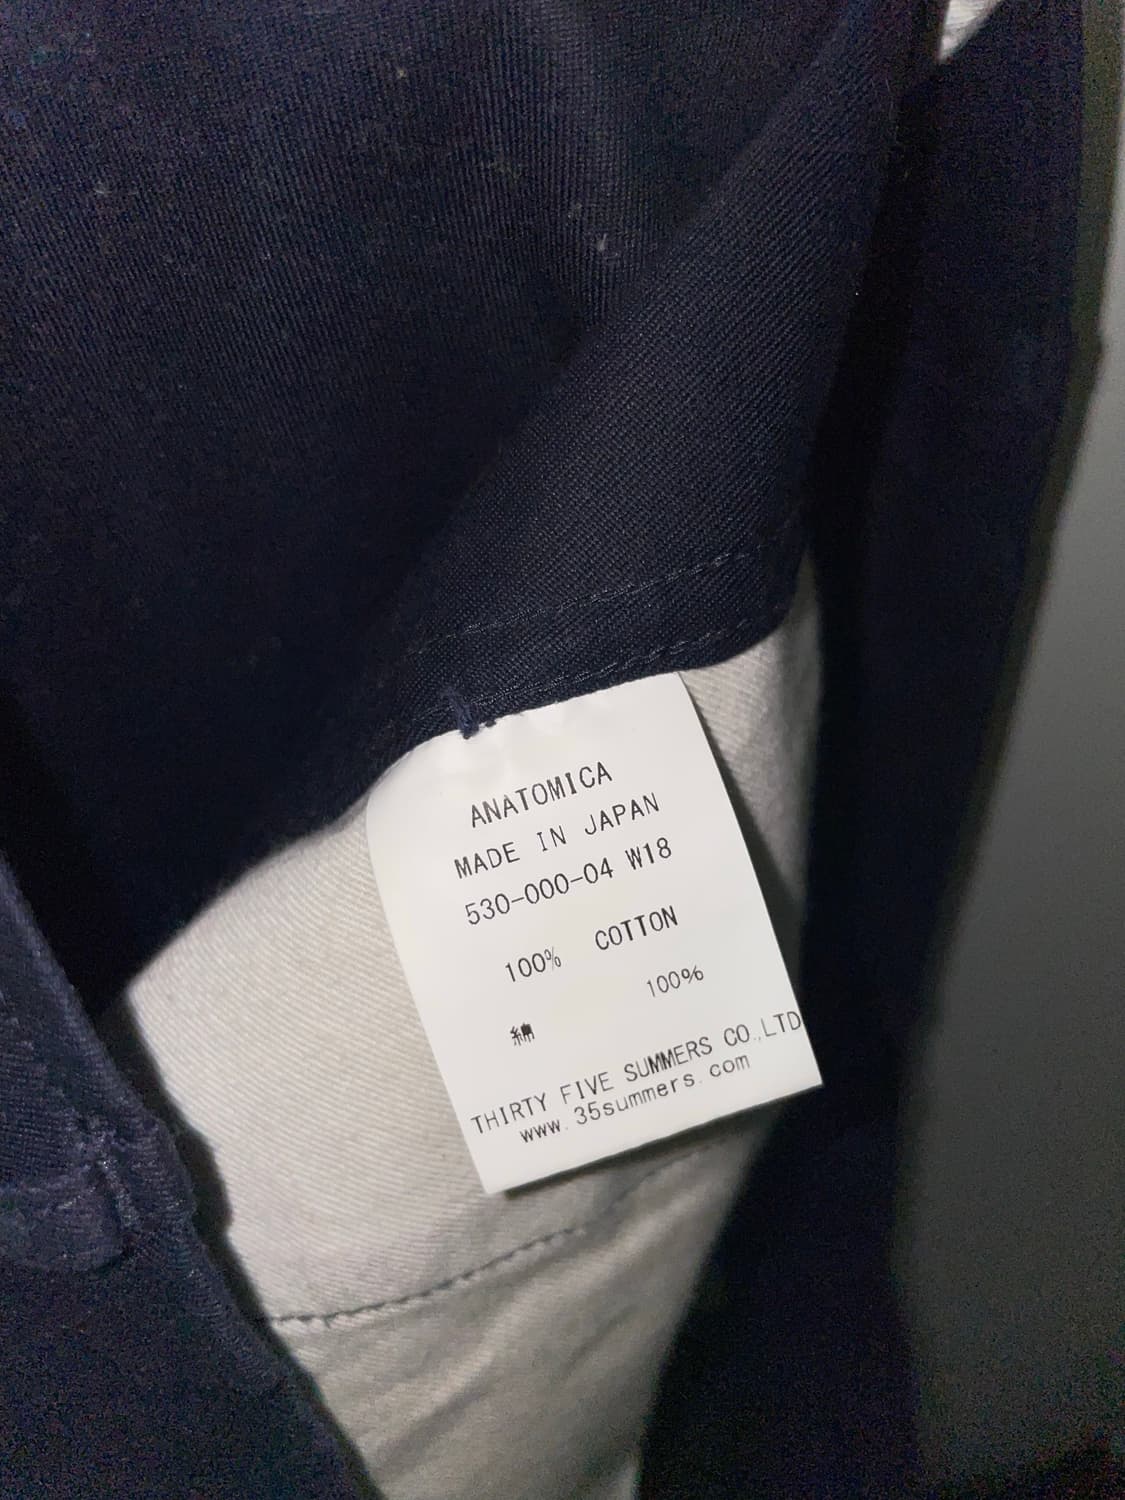 ANATOMICA
MADE IN JAPAN
530-000-04 W18
100% COTTON
綿 100%
THIRTY FIVE SUMMERS CO.,LTD
www.35summers.com